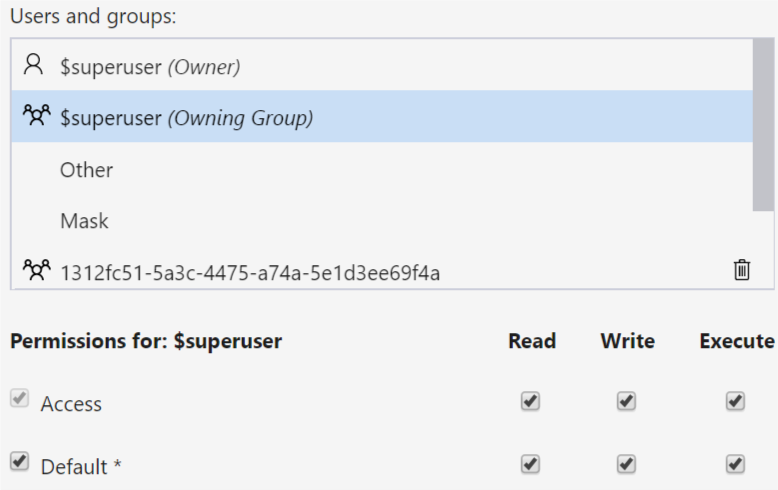 Users and groups:
$superuser (Owner)
$superuser (Owning Group)
Other
Mask
1312fc51-5a3c-4475-a74a-5e1d3ee69f4a
Permissions for: $superuser Read Write Execute
Access
Default *